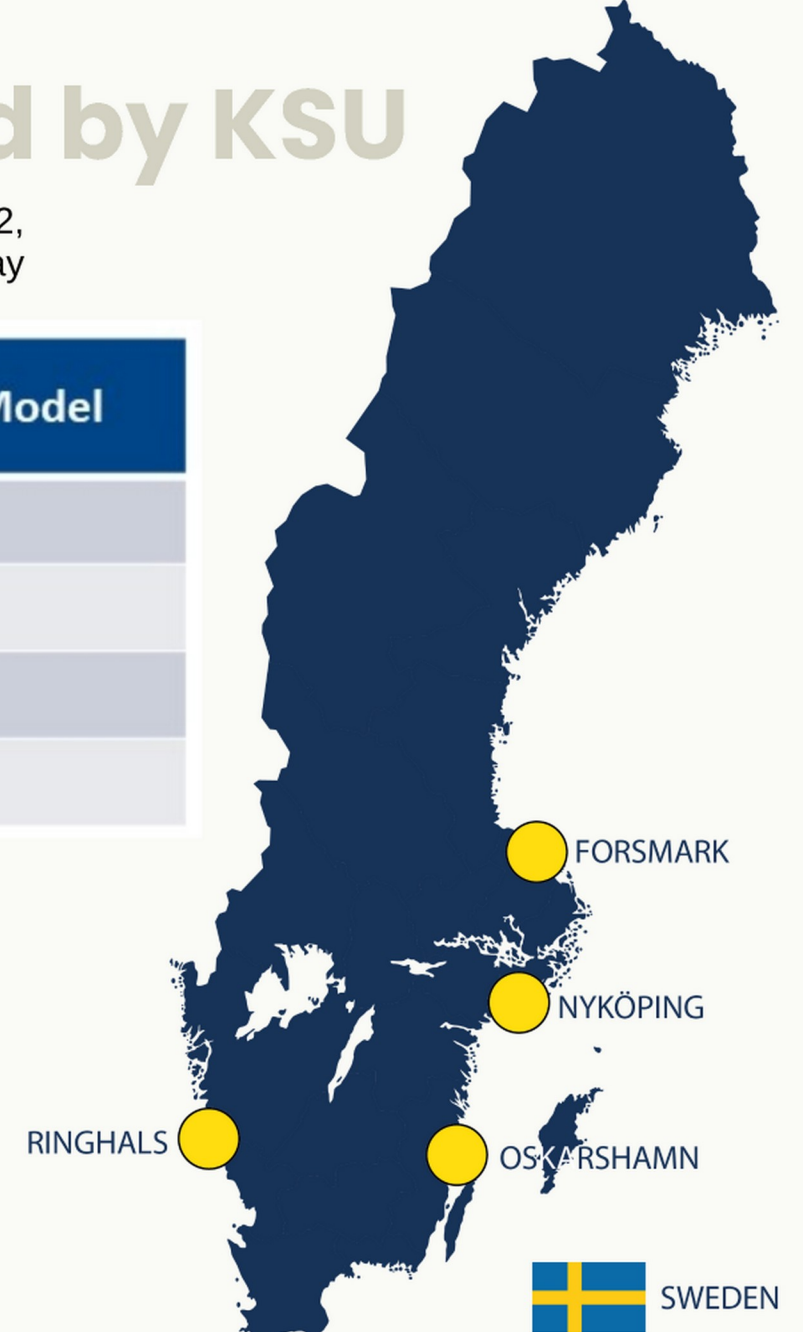 d by KSU
2,
ay
Model
FORSMARK
NYKÖPING
RINGHALS
OSKARSHAMN
SWEDEN